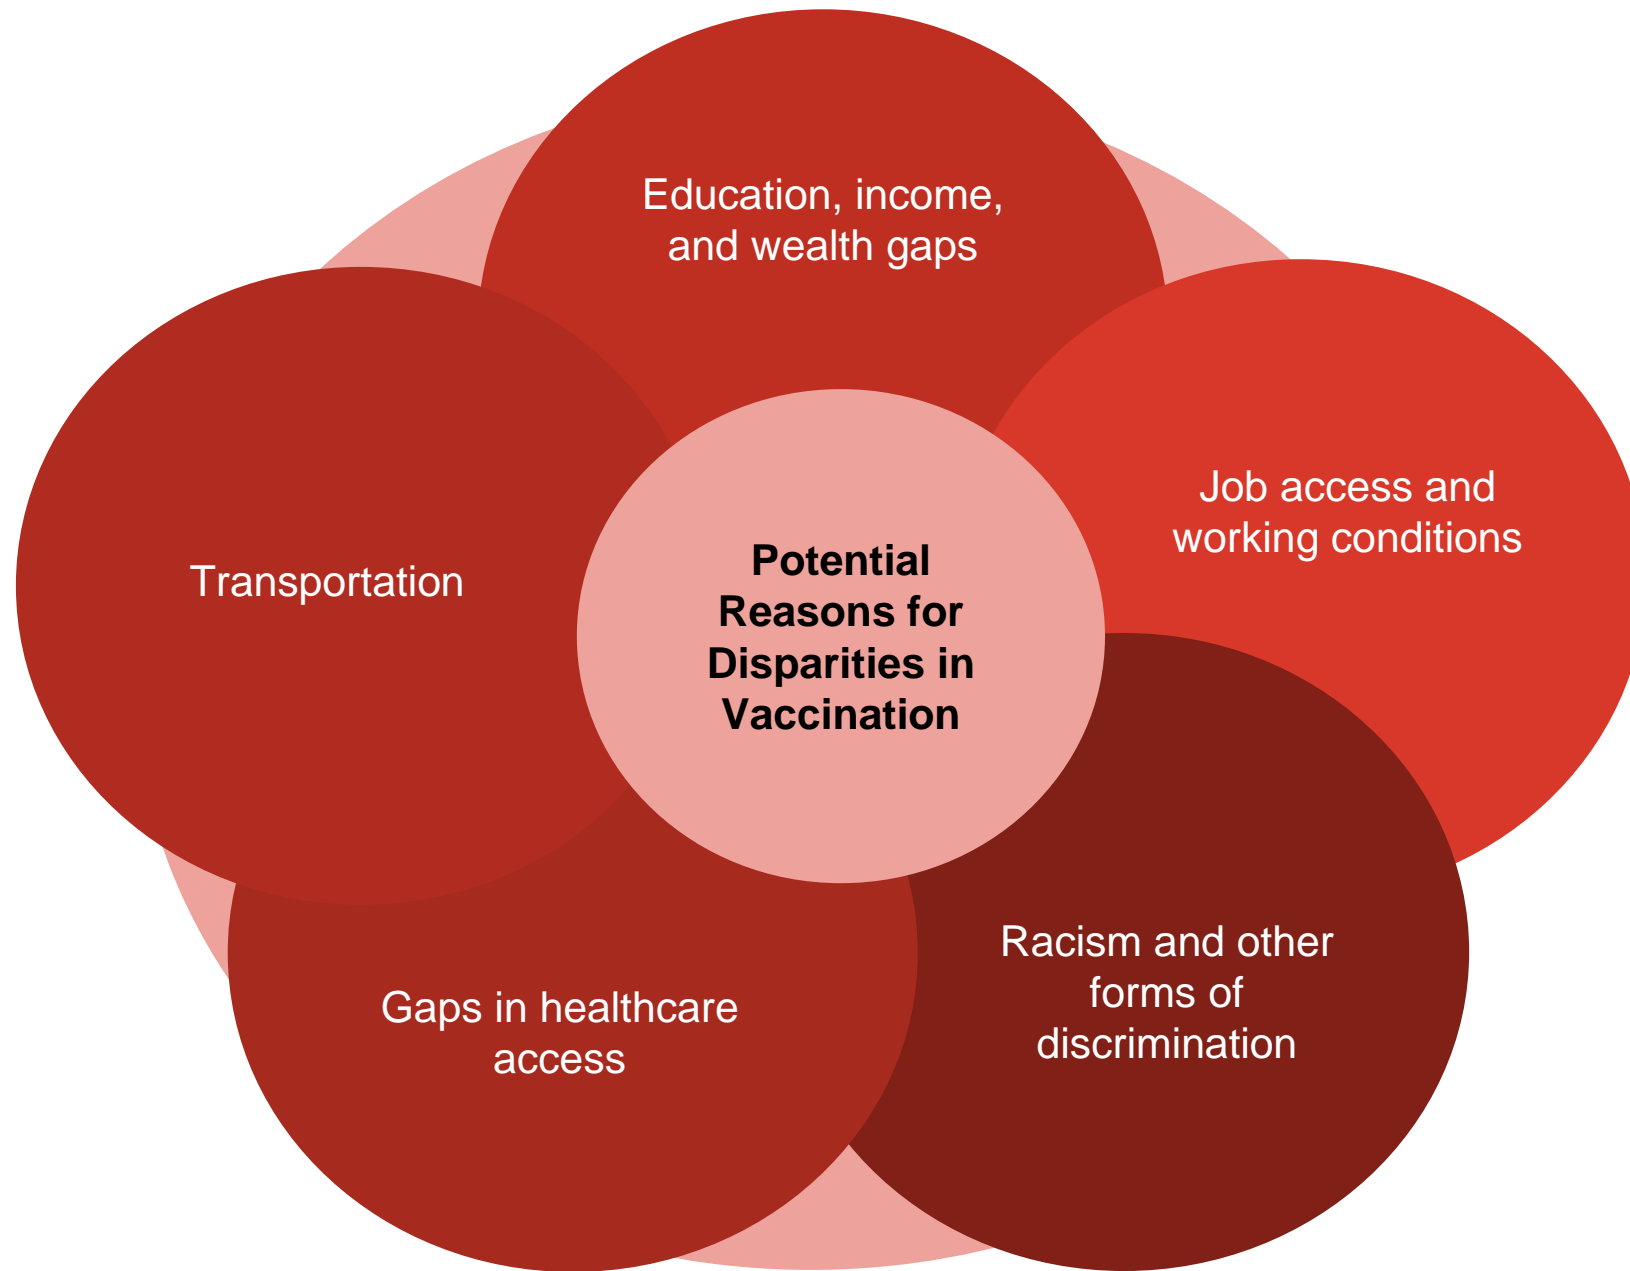 Education, income,
and wealth gaps
Job access and
working conditions
Transportation
Potential
Reasons for
Disparities in
Vaccination
Racism and other
forms of
discrimination
Gaps in healthcare
access